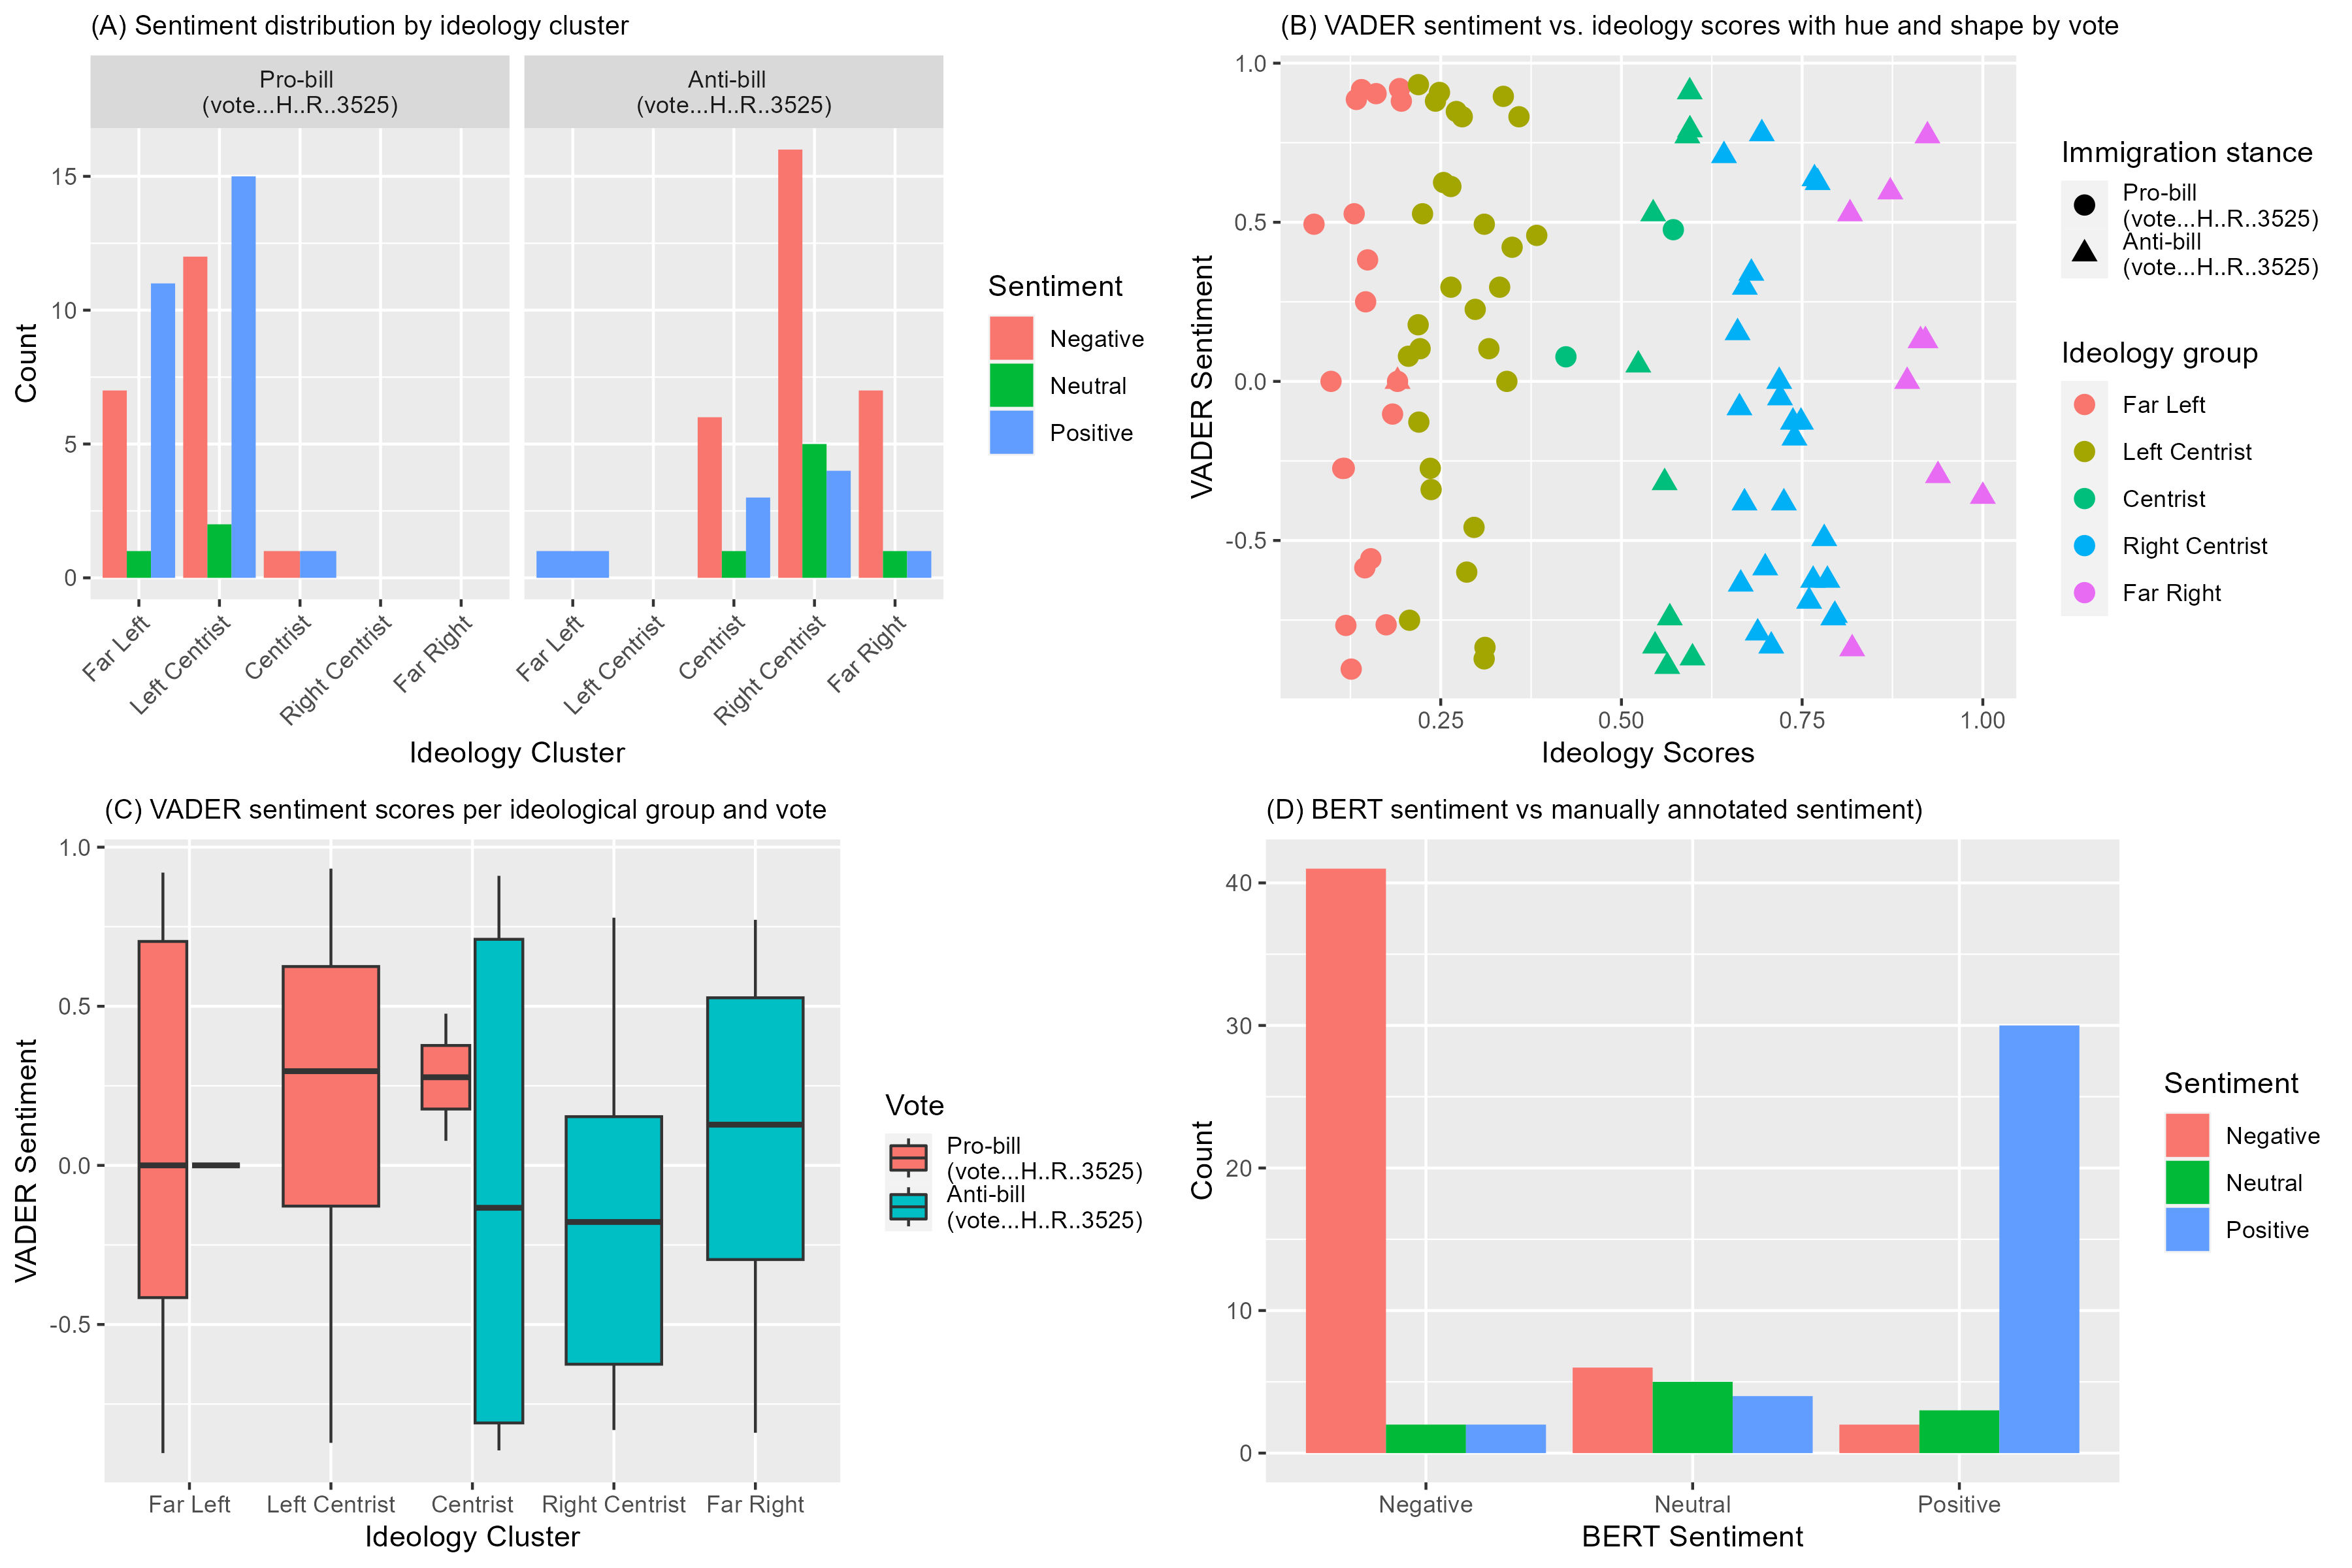 (A) Sentiment distribution by ideology cluster
Pro-bill
(vote...H..R..3525)
Anti-bill
(vote...H..R..3525)
15
10
5
0
Count
Far Left
Left Centrist
Centrist
Right Centrist
Far Right
Far Left
Left Centrist
Centrist
Right Centrist
Far Right
Ideology Cluster
Sentiment
Negative
Neutral
Positive
(B) VADER sentiment vs. ideology scores with hue and shape by vote
1.0
0.5
0.0
-0.5
VADER Sentiment
0.25
0.50
0.75
1.00
Ideology Scores
Immigration stance
Pro-bill
(vote...H..R..3525)
Anti-bill
(vote...H..R..3525)
Ideology group
Far Left
Left Centrist
Centrist
Right Centrist
Far Right
(C) VADER sentiment scores per ideological group and vote
1.0
0.5
0.0
-0.5
VADER Sentiment
Far Left
Left Centrist
Centrist
Right Centrist
Far Right
Ideology Cluster
Vote
Pro-bill
(vote...H..R..3525)
Anti-bill
(vote...H..R..3525)
(D) BERT sentiment vs manually annotated sentiment)
40
30
20
10
0
Count
Negative
Neutral
Positive
BERT Sentiment
Sentiment
Negative
Neutral
Positive